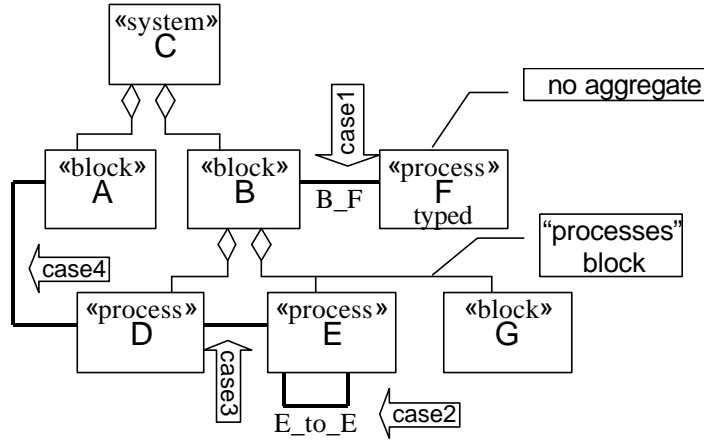 «system»
C
case1
no aggregate
«block»
A
«block»
B
B_F
«process»
F
typed
“processes”
block
case4
«process»
D
case3
«process»
E
«block»
G
E_to_E
case2